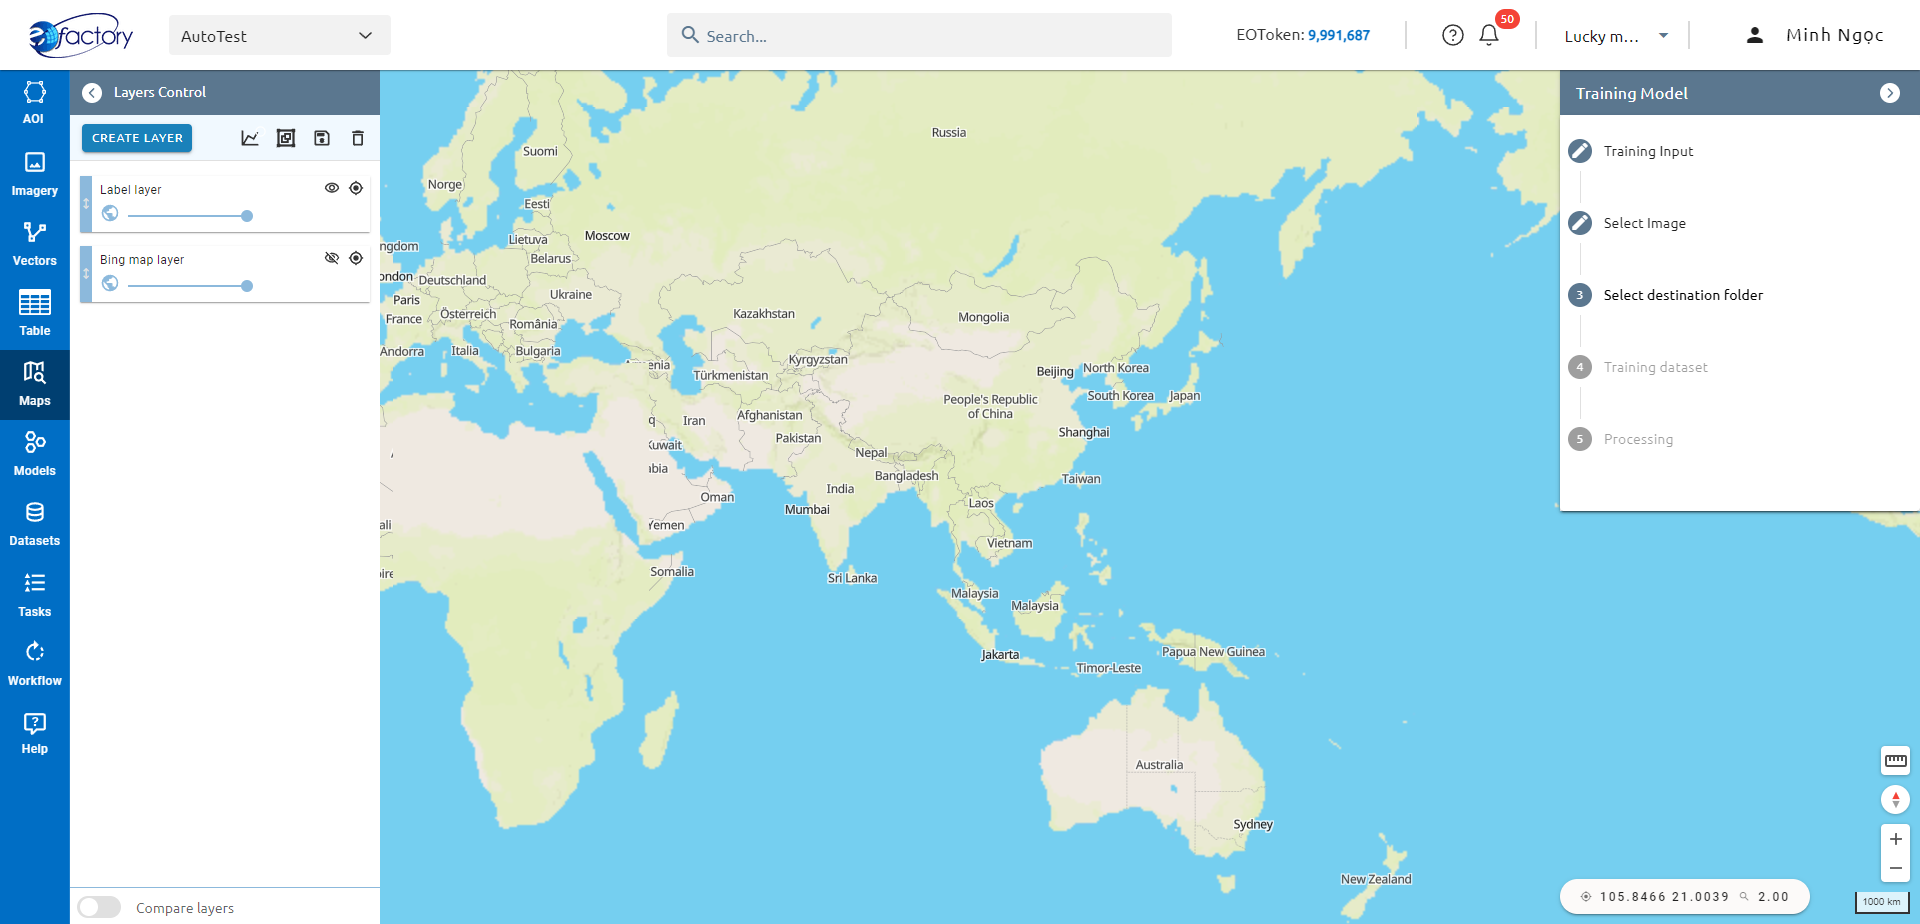 eofactory
AutoTest
Search...
EOToken: 9,991,687
50
Lucky m...
Minh Ngọc
AOI
Imagery
Vectors
Table
Maps
Models
Datasets
Tasks
Workflow
Help
Layers Control
CREATE LAYER
Label layer
Bing map layer
Compare layers
Russia
Suomi
Norge
Eesti
Moscow
Lietuva
ngdom
Belarus
ondon
Deutschland
Ukraine
Paris
Österreich
Kazakhstan
Mongolia
France
România
Andorra
Italia
Bulgaria
Kyrgyzstan
enia
Türkmenistan
Beijing
North Korea
South Korea
Japan
People's Republic
of China
Afghanistan
Iran
q
Shanghai
Pakistan
Kuwait
Nepal
abia
Bangladesh
Taiwan
India
Oman
Laos
Mumbai
Yemen
ali
Vietnam
Somalia
oire
Sri Lanka
Malaysia
Malaysia
Jakarta
Papua New Guinea
Timor-Leste
Australia
Sydney
New Zealand
Training Model
Training Input
Select Image
3 Select destination folder
4 Training dataset
5 Processing
105.8466 21.0039 2.00
1000 km